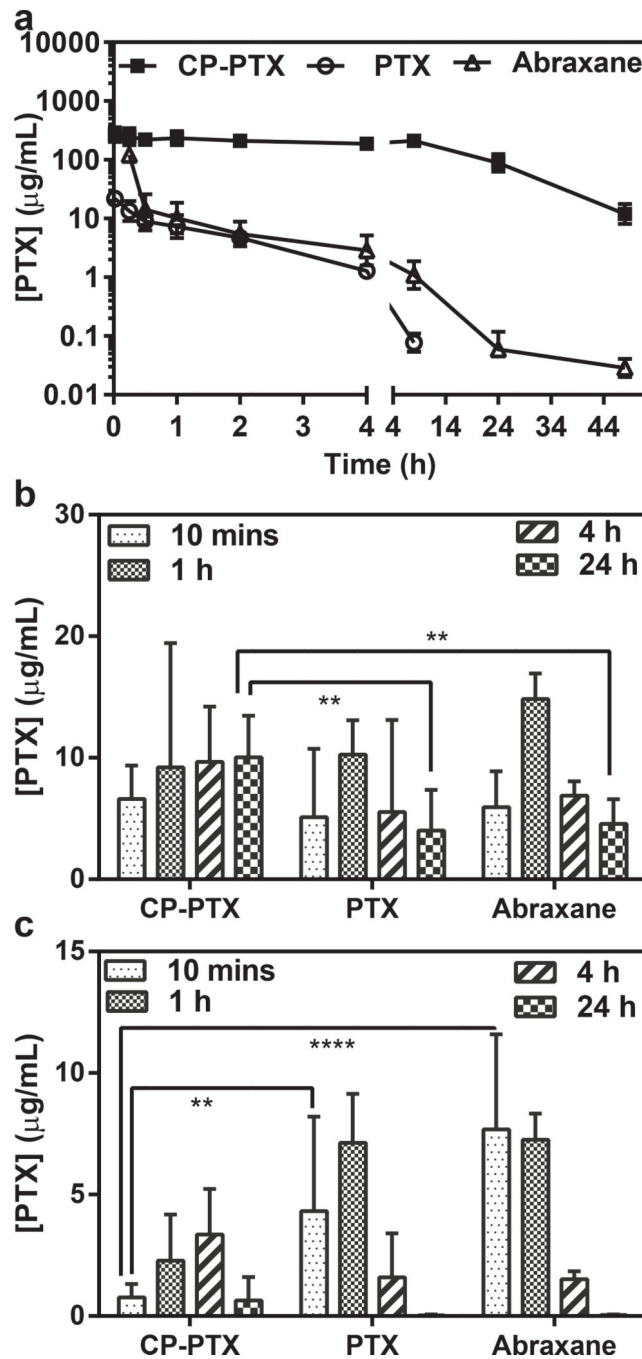 a
10000
CP-PTX PTX Abraxane
1000
100
10
1
0.1
0.01
[PTX] (μg/mL)
0 1 2 3 4 4 14 24 34 44
Time (h)
b
30
20
10
0
[PTX] (μg/mL)
10 mins 4 h
1 h 24 h
**
**
CP-PTX PTX Abraxane
c
15
10
5
0
[PTX] (μg/mL)
10 mins 4 h
1 h 24 h
****
**
CP-PTX PTX Abraxane